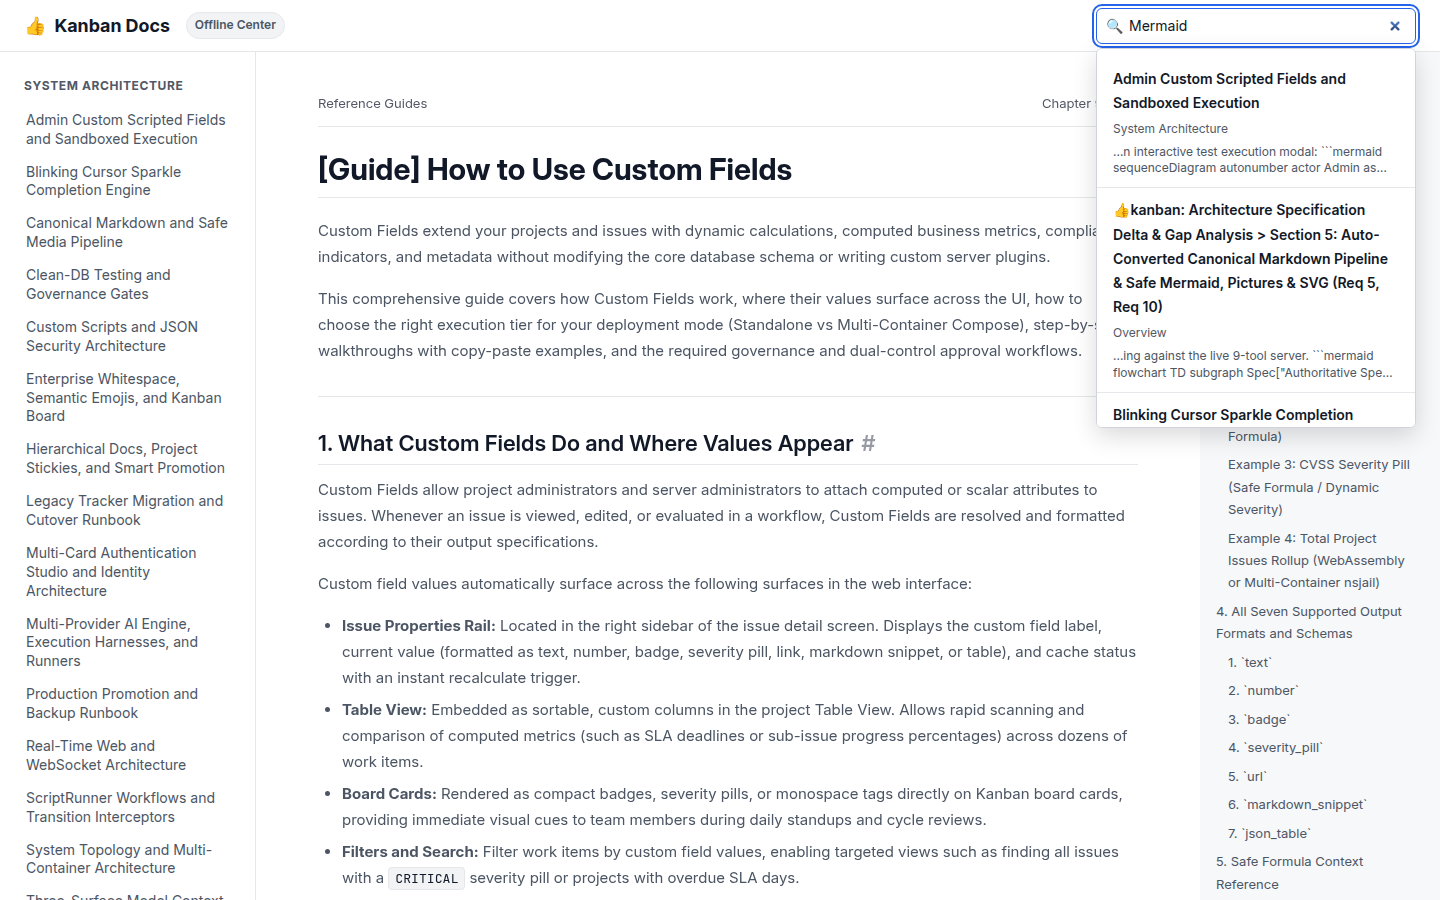 👍 Kanban Docs
Offline Center
🔍 Mermaid ×
SYSTEM ARCHITECTURE
Admin Custom Scripted Fields
and Sandboxed Execution
Blinking Cursor Sparkle
Completion Engine
Canonical Markdown and Safe
Media Pipeline
Clean-DB Testing and
Governance Gates
Custom Scripts and JSON
Security Architecture
Enterprise Whitespace,
Semantic Emojis, and Kanban
Board
Hierarchical Docs, Project
Stickies, and Smart Promotion
Legacy Tracker Migration and
Cutover Runbook
Multi-Card Authentication
Studio and Identity
Architecture
Multi-Provider AI Engine,
Execution Harnesses, and
Runners
Production Promotion and
Backup Runbook
Real-Time Web and
WebSocket Architecture
ScriptRunner Workflows and
Transition Interceptors
System Topology and Multi-
Container Architecture
Three-Surface Model Context
Reference Guides
Chapter
[Guide] How to Use Custom Fields
Custom Fields extend your projects and issues with dynamic calculations, computed business metrics,
indicators, and metadata without modifying the core database schema or writing custom server plugins.
This comprehensive guide covers how Custom Fields work, where their values surface across the UI, how to
choose the right execution tier for your deployment mode (Standalone vs Multi-Container Compose), step-by-
walkthroughs with copy-paste examples, and the required governance and dual-control approval workflows.
1. What Custom Fields Do and Where Values Appear #
Custom Fields allow project administrators and server administrators to attach computed or scalar attributes to
issues. Whenever an issue is viewed, edited, or evaluated in a workflow, Custom Fields are resolved and formatted
according to their output specifications.
Custom field values automatically surface across the following surfaces in the web interface:
• Issue Properties Rail: Located in the right sidebar of the issue detail screen. Displays the custom field label,
current value (formatted as text, number, badge, severity pill, link, markdown snippet, or table), and cache status
with an instant recalculate trigger.
• Table View: Embedded as sortable, custom columns in the project Table View. Allows rapid scanning and
comparison of computed metrics (such as SLA deadlines or sub-issue progress percentages) across dozens of
work items.
• Board Cards: Rendered as compact badges, severity pills, or monospace tags directly on Kanban board cards,
providing immediate visual cues to team members during daily standups and cycle reviews.
• Filters and Search: Filter work items by custom field values, enabling targeted views such as finding all issues
with a CRITICAL severity pill or projects with overdue SLA days.
Admin Custom Scripted Fields and
Sandboxed Execution
System Architecture
...n interactive test execution modal: ```mermaid
sequenceDiagram autonumber actor Admin as...
👍kanban: Architecture Specification
Delta & Gap Analysis > Section 5: Auto-
Converted Canonical Markdown Pipeline
& Safe Mermaid, Pictures & SVG (Req 5,
Req 10)
Overview
...ing against the live 9-tool server. ```mermaid
flowchart TD subgraph Spec["Authoritative Spe...
Blinking Cursor Sparkle Completion
Formula)
Example 3: CVSS Severity Pill
(Safe Formula / Dynamic
Severity)
Example 4: Total Project
Issues Rollup (WebAssembly
or Multi-Container nsjail)
4. All Seven Supported Output
Formats and Schemas
1. `text`
2. `number`
3. `badge`
4. `severity_pill`
5. `url`
6. `markdown_snippet`
7. `json_table`
5. Safe Formula Context
Reference